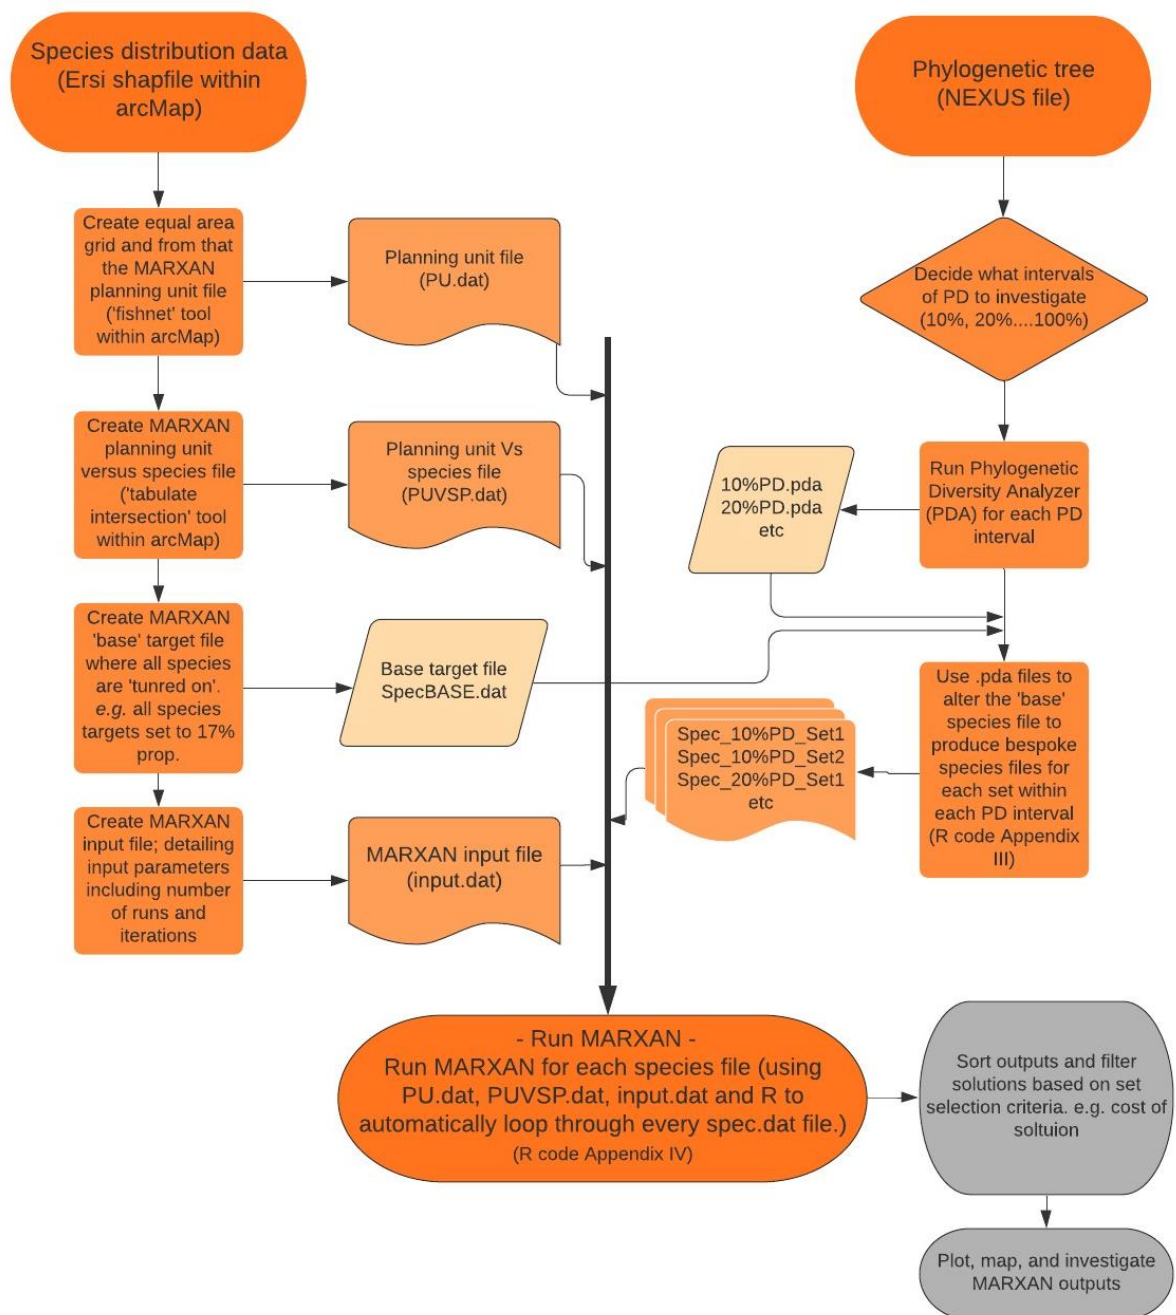 Species distribution data
(Ersi shapfile within
arcMap)
Phylogenetic tree
(NEXUS file)
Create equal area
grid and from that
the MARXAN
planning unit file
('fishnet' tool
within arcMap)
Planning unit file
(PU.dat)
Decide what intervals
of PD to investigate
(10%, 20%....100%)
Create MARXAN
planning unit
versus species file
('tabulate
intersection' tool
within arcMap)
Planning unit Vs
species file
(PUVSP.dat)
10%PD.pda
20%PD.pda
etc
Run Phylogenetic
Diversity Analyzer
(PDA) for each PD
interval
Create MARXAN
'base' target file
where all species
are 'tunred on'.
e.g. all species
targets set to 17%
prop.
Base target file
SpecBASE.dat
Use .pda files to
alter the 'base'
species file to
produce bespoke
species files for
each set within
each PD interval
(R code Appendix
III)
Spec_10%PD_Set1
Spec_10%PD_Set2
Spec_20%PD_Set1
etc
Create MARXAN
input file; detailing
input parameters
including number
of runs and
iterations
MARXAN input file
(input.dat)
- Run MARXAN -
Run MARXAN for each species file (using
PU.dat, PUVSP.dat, input.dat and R to
automatically loop through every spec.dat file.)
(R code Appendix IV)
Sort outputs and filter
solutions based on set
selection criteria. e.g. cost of
soltuion
Plot, map, and investigate
MARXAN outputs